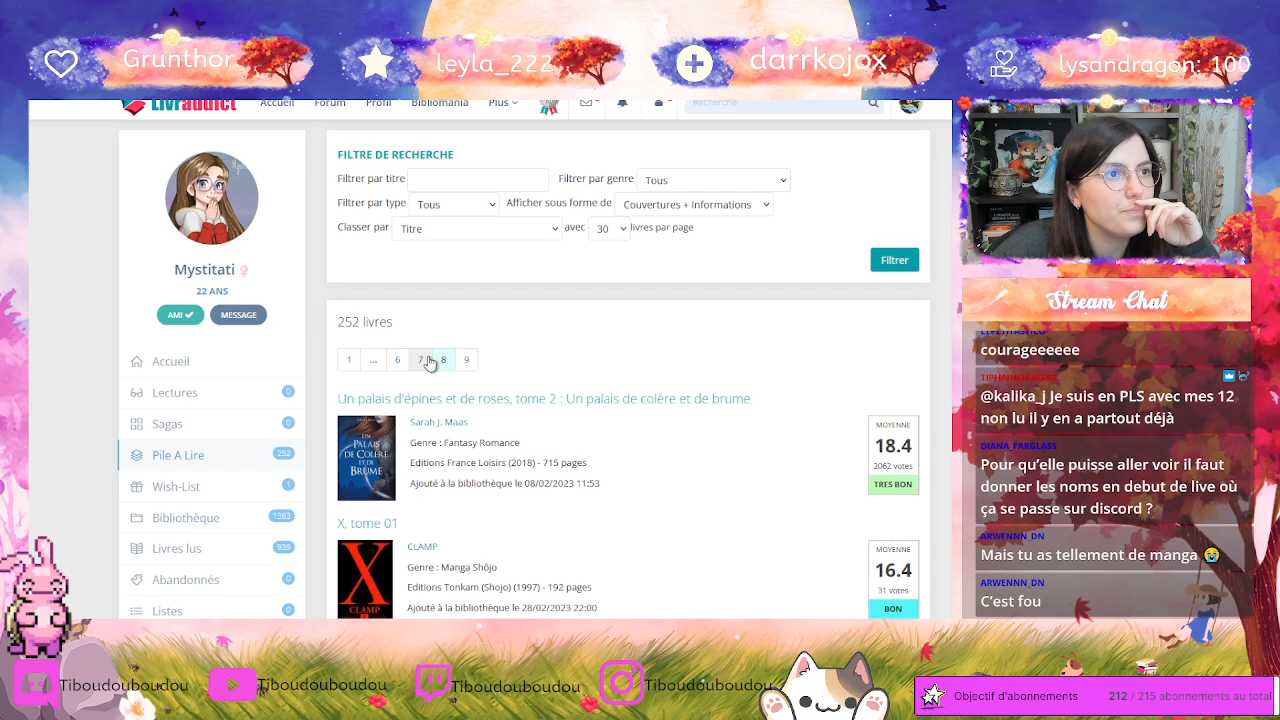 Grunthor
leyla_222
darrkojox
lysandragon: 100
Livraddict
Accueil
Forum
Profil
Bibliomania
Plus
Recherche
FILTRE DE RECHERCHE
Filtrer par titre
Filtrer par genre Tous
Filtrer par type Tous
Afficher sous forme de Couvertures + Informations
Classer par Titre avec 30 livres par page
Filtrer
Mystitati
22 ANS
AMI
MESSAGE
Accueil
Lectures 0
Sagas 0
Pile A Lire 252
Wish-List 1
Bibliothèque 1363
Livres lus 939
Abandonnés 0
Listes 0
252 livres
1 ... 6 7 8 9
Un palais d'épines et de roses, tome 2 : Un palais de colère et de brume
UN
PALAIS
DE COLÈRE
ET DE
BRUME
Sarah J. Maas
Genre : Fantasy Romance
Editions France Loisirs (2018) - 715 pages
Ajouté à la bibliothèque le 08/02/2023 11:53
MOYENNE
18.4
2062 votes
TRES BON
X, tome 01
X
CLAMP
CLAMP
Genre : Manga Shôjo
Editions Tonkam (Shojo) (1997) - 192 pages
Ajouté à la bibliothèque le 28/02/2023 22:00
MOYENNE
16.4
31 votes
BON
Stream Chat
courageeeeee
@kalika_j Je suis en PLS avec mes 12
non lu il y en a partout déjà
DIANA_FARGLASS
Pour qu'elle puisse aller voir il faut
donner les noms en debut de live où
ça se passe sur discord ?
ARWENNN_DN
Mais tu as tellement de manga 😭
ARWENNN_DN
C'est fou
Tiboudouboudou
Tiboudouboudou
Tiboudouboudou
Tiboudouboudou
Objectif d'abonnements
212 / 215 abonnements au total